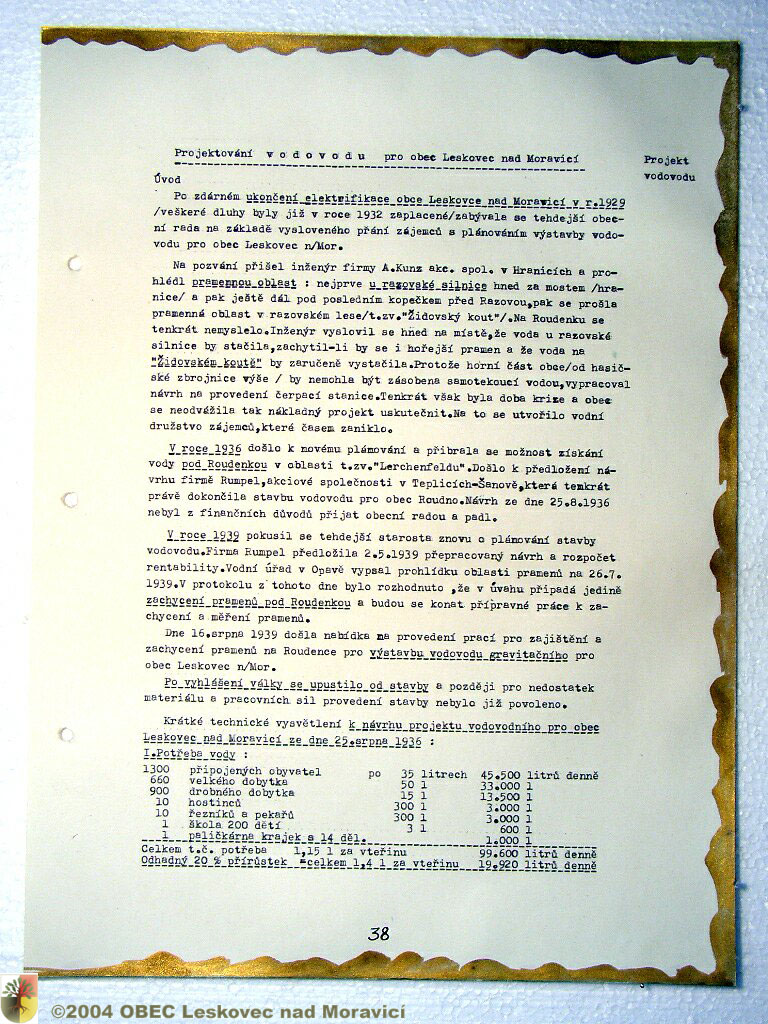 Projektování v o d o v o d u pro obec Leskovec nad Moravicí
Projekt
vodovodu
Úvod
Po zdárném ukončení elektrifikace obce Leskovce nad Moravicí v r.1929
/veškeré dluhy byly již v roce 1932 zaplacené/zabývala se tehdejší obec-
ní rada na základě vysloveného přání zájemců s plánováním výstavby vodo-
vodu pro obec Leskovec n/Mor.
Na pozvání přišel inženýr firmy A.Kunz akc. spol. v Hranicích a pro-
hlédl pramennou oblast : nejprve u razovské silnice hned za mostem /hra-
nice/ a pak ještě dál pod posledním kopečkem před Razovou,pak se prošla
pramenná oblast v razovském lese/t.zv."Židovský kout"/.Na Roudenku se
tenkrát nemyslelo.Inženýr vyslovil se hned na místě,že voda u razovské
silnice by stačila,zachytil-li by se i hořejší pramen a že voda na
"Židovském koutě" by zaručeně vystačila.Protože horní část obce/od hasič-
ské zbrojnice výše / by nemohla být zásobena samotekoucí vodou,vypracoval
návrh na provedení čerpací stanice.Tenkrát však byla doba krize a obec
se neodvážila tak nákladný projekt uskutečnit.Na to se utvořilo vodní
družstvo zájemců,které časem zaniklo.
V roce 1936 došlo k novému plámování a přibrala se možnost získání
vody pod Roudenkou v oblasti t.zv."Lerchenfeldu".Došlo k předložení ná-
vrhu firmě Rumpel,akciové společnosti v Teplicích-Šanově,která temkrát
právě dokončila stavbu vodovodu pro obec Roudno.Návrh ze dne 25.8.1936
nebyl z finančních důvodů přijat obecní radou a padl.
V roce 1939 pokusil se tehdejší starosta znovu o plámování stavby
vodovodu.Firma Rumpel předložila 2.5.1939 přepracovaný návrh a rozpočet
rentability.Vodní úřad v Opavě vypsal prohlídku oblasti pramenů na 26.7.
1939.V protokolu z tohoto dne bylo rozhodnuto ,že v úvahu připadá jedině
zachycení pramenů pod Roudenkou a budou se konat přípravné práce k za-
chycení a měření pramenů.
Dne 16.srpna 1939 došla nabídka na provedení prací pro zajištění a
zachycení pramenů na Roudence pro výstavbu vodovodu gravitačního pro
obec Leskovec n/Mor.
Po vyhlášení války se upustilo od stavby a později pro nedostatek
materiálu a pracovních sil provedení stavby nebylo již povoleno.
Krátké technické vysvětlení k návrhu projektu vodovodního pro obec
Leskovec nad Moravicí ze dne 25.srpna 1936 :
I.Potřeba vody :
1300 připojených obyvatel po 35 litrech 45.500 litrů denně
660 velkého dobytka 50 l 33.000 l
900 drobného dobytka 15 l 13.500 l
10 hostinců 300 l 3.000 l
10 řezníků a pekařů 300 l 3.000 l
1 škola 200 dětí 3 l 600 l
1 paličkárna krajek s 14 děl. 1.000 l
Celkem t.č. potřeba 1,15 l za vteřinu 99.600 litrů denně
Odhadný 20 % přírůstek =celkem 1,4 l za vteřinu 19.920 litrů denně
38
©2004 OBEC Leskovec nad Moravicí